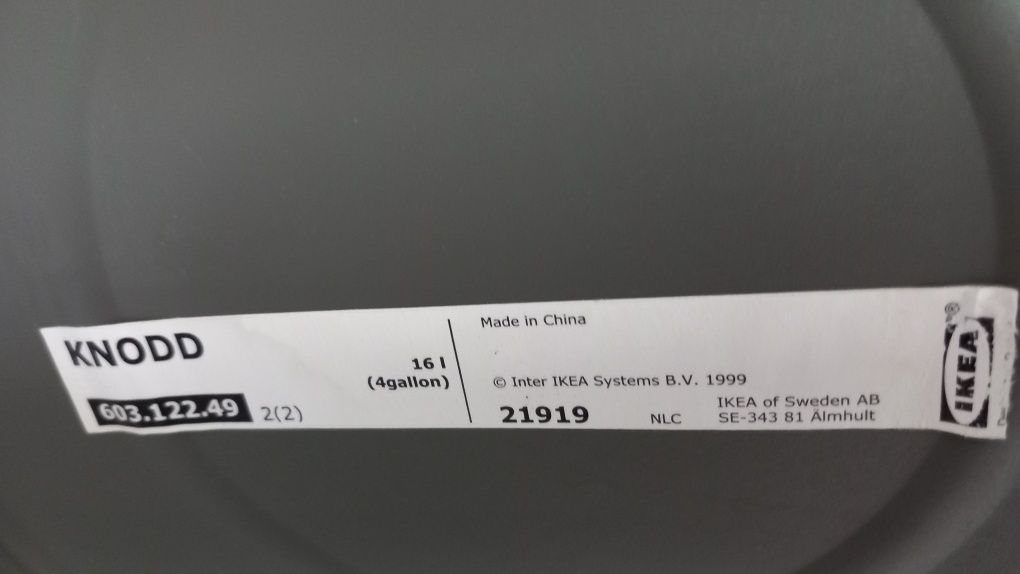 KNODD
16 l
(4gallon)
603.122.49 2(2)
Made in China
© Inter IKEA Systems B.V. 1999
21919 NLC
IKEA of Sweden AB
SE-343 81 Älmhult
IKEA®